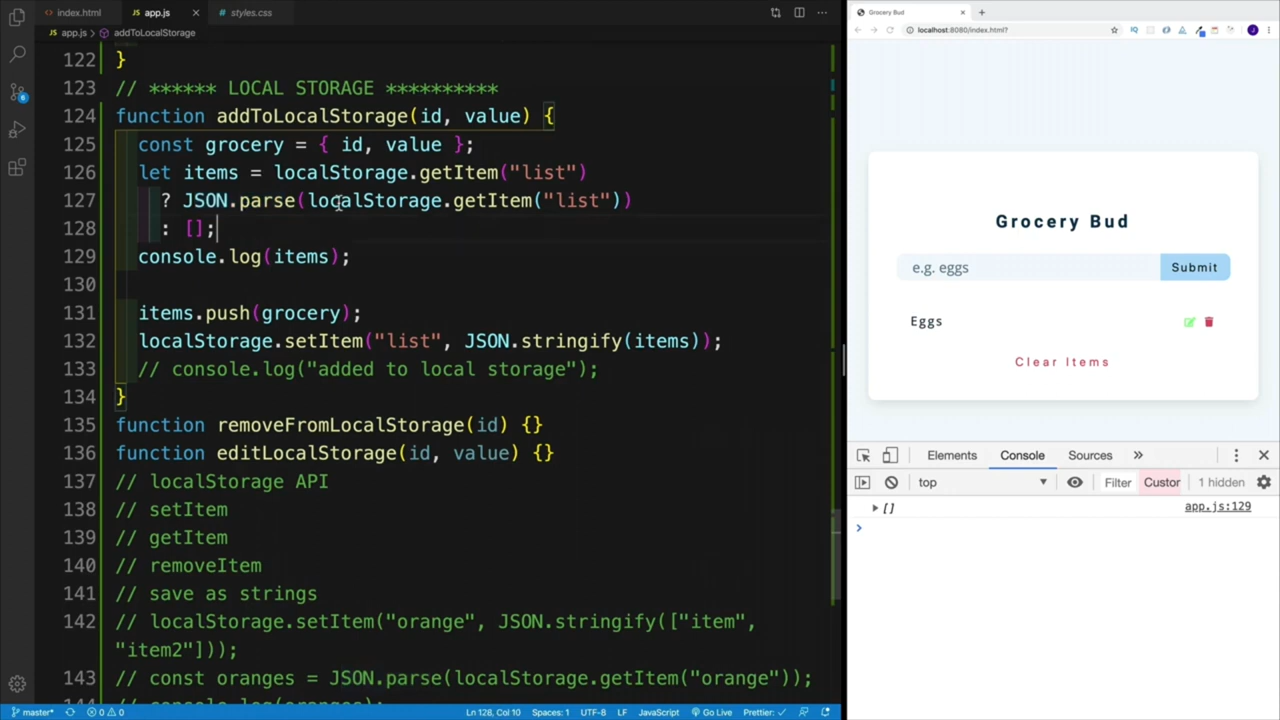 index.html
app.js
styles.css
app.js > addToLocalStorage
122 }
123 // ****** LOCAL STORAGE **********
124 function addToLocalStorage(id, value) {
125 const grocery = { id, value };
126 let items = localStorage.getItem("list")
127 ? JSON.parse(localStorage.getItem("list"))
128 : [];
129 console.log(items);
130
131 items.push(grocery);
132 localStorage.setItem("list", JSON.stringify(items));
133 // console.log("added to local storage");
134 }
135 function removeFromLocalStorage(id) {}
136 function editLocalStorage(id, value) {}
137 // localStorage API
138 // setItem
139 // getItem
140 // removeItem
141 // save as strings
142 // localStorage.setItem("orange", JSON.stringify(["item",
"item2"]));
143 // const oranges = JSON.parse(localStorage.getItem("orange"));
// console.log(oranges);
6
master*
0
0
Ln 128, Col 10
Spaces: 1
UTF-8
LF
JavaScript
Go Live
Prettier: ✓
Grocery Bud
localhost:8080/index.html?
J
Grocery Bud
e.g. eggs
Submit
Eggs
Clear Items
Elements
Console
Sources
»
top
Filter
Custor
1 hidden
[]
app.js:129
>